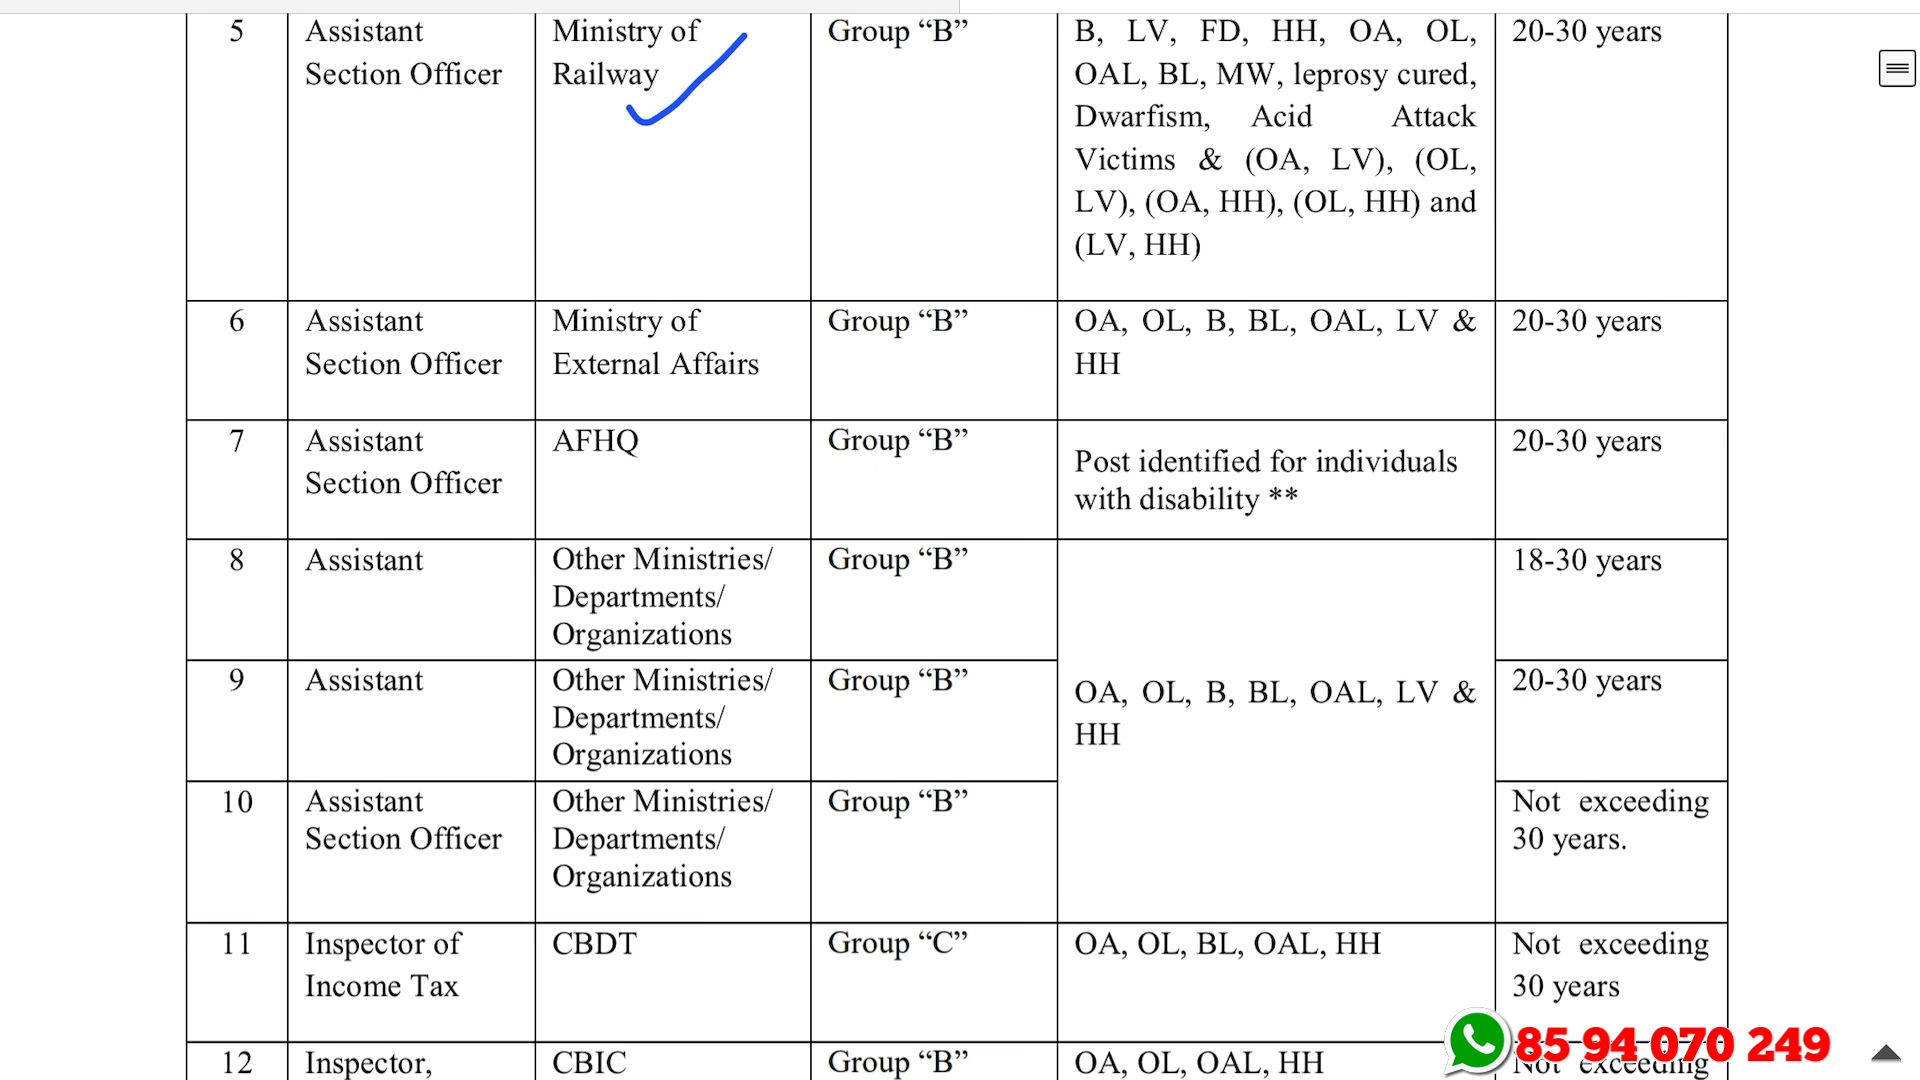 5 Assistant Ministry of Group “B” B, LV, FD, HH, OA, OL, 20-30 years
Section Officer Railway OAL, BL, MW, leprosy cured,
Dwarfism, Acid Attack
Victims & (OA, LV), (OL,
LV), (OA, HH), (OL, HH) and
(LV, HH)
6 Assistant Ministry of Group “B” OA, OL, B, BL, OAL, LV & 20-30 years
Section Officer External Affairs HH
7 Assistant AFHQ Group “B” 20-30 years
Post identified for individuals
Section Officer
with disability **
8 Assistant Other Ministries/ Group “B” 18-30 years
Departments/
Organizations
9 Assistant Other Ministries/ Group “B” 20-30 years
OA, OL, B, BL, OAL, LV &
Departments/
HH
Organizations
10 Assistant Other Ministries/ Group “B” Not exceeding
Section Officer Departments/ 30 years.
Organizations
11 Inspector of CBDT Group “C” OA, OL, BL, OAL, HH Not exceeding
Income Tax 30 years
85 94 070 249
12 Inspector, CBIC Group “B” OA, OL, OAL, HH Not exceeding